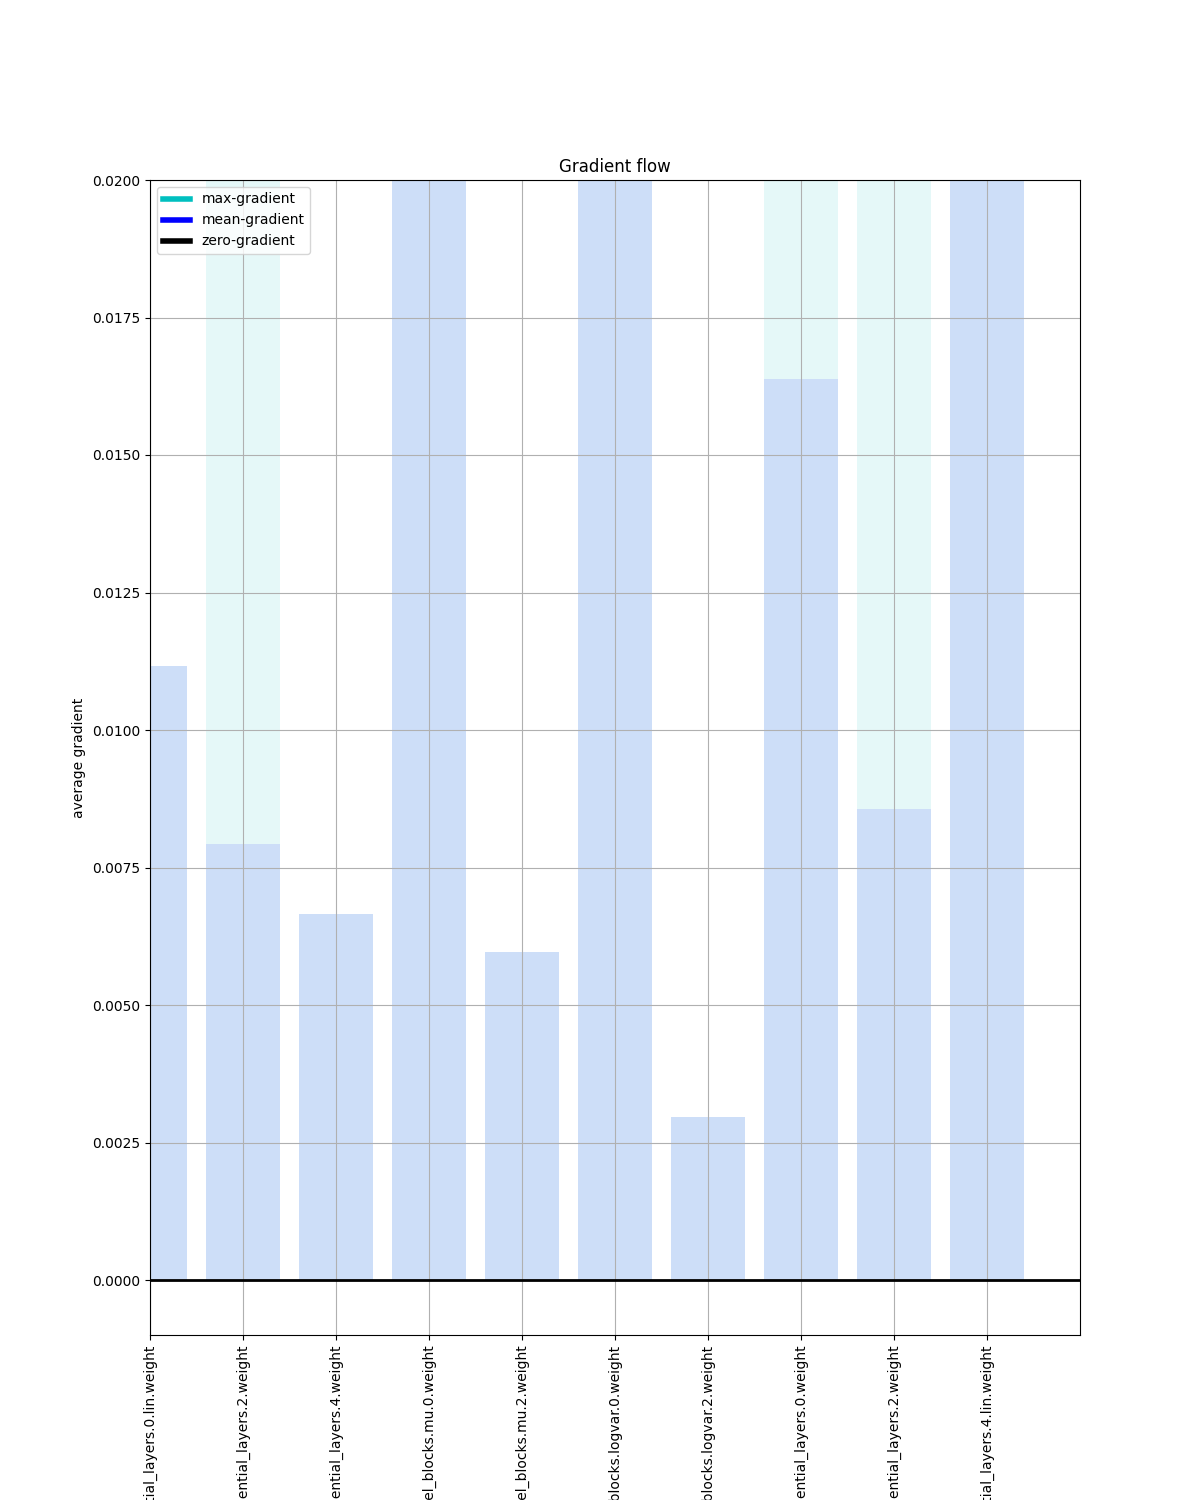 Gradient flow
max-gradient
mean-gradient
zero-gradient
0.0200
0.0175
0.0150
0.0125
0.0100
0.0075
0.0050
0.0025
0.0000
average gradient
tial_layers.0.lin.weight
ential_layers.2.weight
ential_layers.4.weight
el_blocks.mu.0.weight
el_blocks.mu.2.weight
blocks.logvar.0.weight
blocks.logvar.2.weight
ential_layers.0.weight
ential_layers.2.weight
tial_layers.4.lin.weight